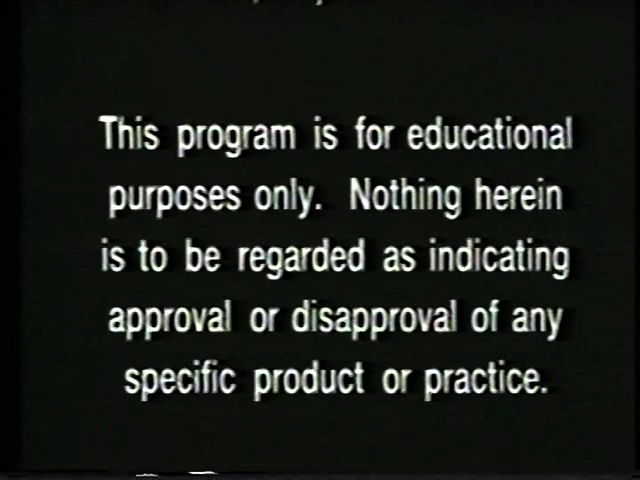 This program is for educational
purposes only. Nothing herein
is to be regarded as indicating
approval or disapproval of any
specific product or practice.